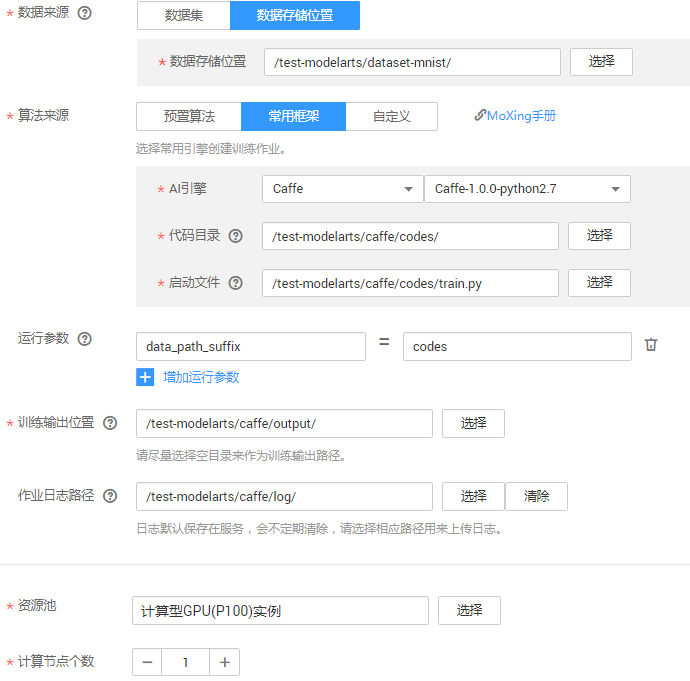 * 数据来源 ? 数据集 数据存储位置
* 数据存储位置 /test-modelarts/dataset-mnist/ 选择
* 算法来源 预置算法 常用框架 自定义 MoXing手册
选择常用引擎创建训练作业。
* AI引擎 Caffe Caffe-1.0.0-python2.7
* 代码目录 ? /test-modelarts/caffe/codes/ 选择
* 启动文件 ? /test-modelarts/caffe/codes/train.py 选择
运行参数 ? data_path_suffix = codes
+ 增加运行参数
* 训练输出位置 ? /test-modelarts/caffe/output/ 选择
请尽量选择空目录来作为训练输出路径。
作业日志路径 ? /test-modelarts/caffe/log/ 选择 清除
日志默认保存在服务，会不定期清除，请选择相应路径用来上传日志。
* 资源池 计算型GPU(P100)实例 选择
* 计算节点个数 − 1 +